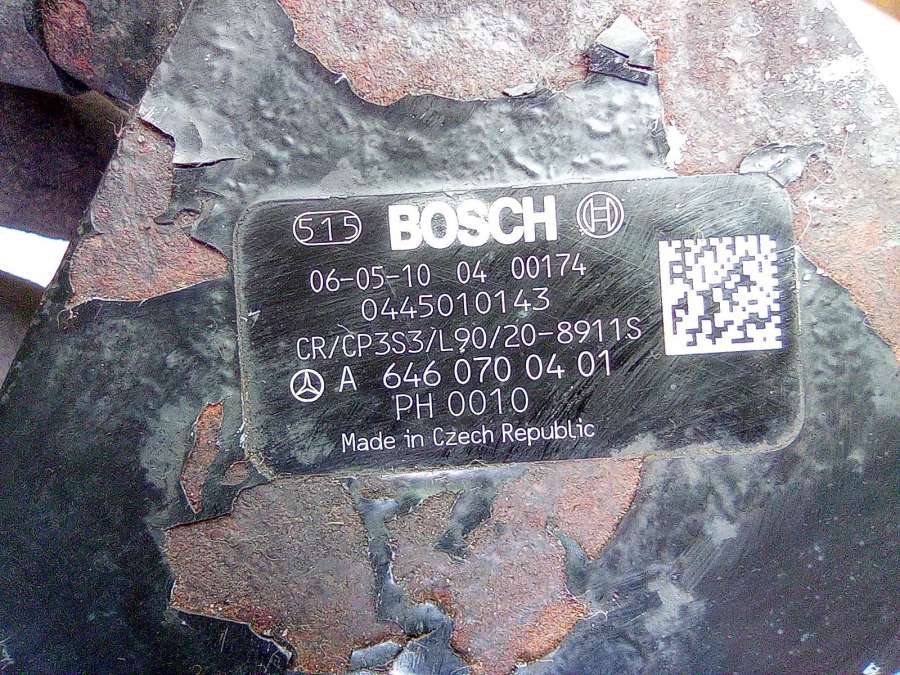 515 BOSCH
06-05-10 04 00174
0445010143
CR/CP3S3/L90/20-8911S
A 646 070 04 01
PH 0010
Made in Czech Republic